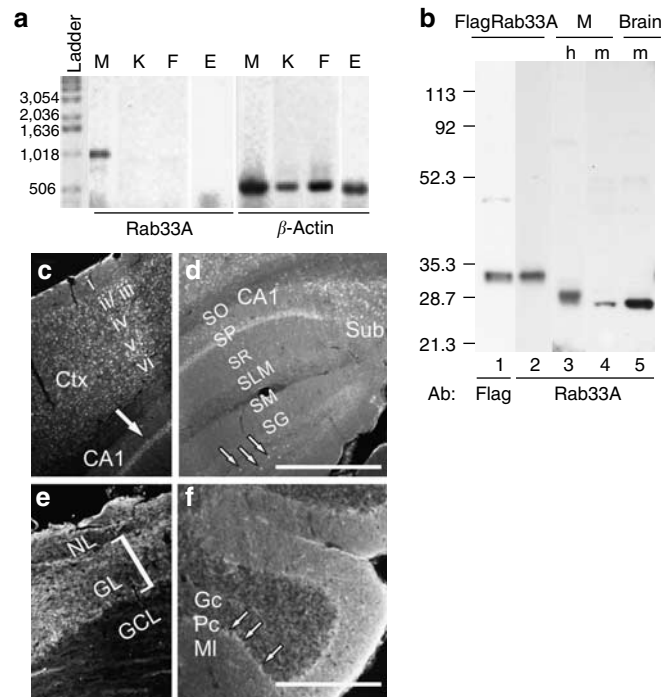 a
Ladder
M K F E M K F E
3,054
2,036
1,636
1,018
506
Rab33A β-Actin
b
FlagRab33A M Brain
h m m
113
92
52.3
35.3
28.7
21.3
1 2 3 4 5
Ab: Flag Rab33A
c
I
ii/ iii
iv
v
vi
Ctx
CA1
d
CA1
SO
SP
Sub
SR
SLM
SM
SG
e
NL
GL
GCL
f
Gc
Pc
Ml